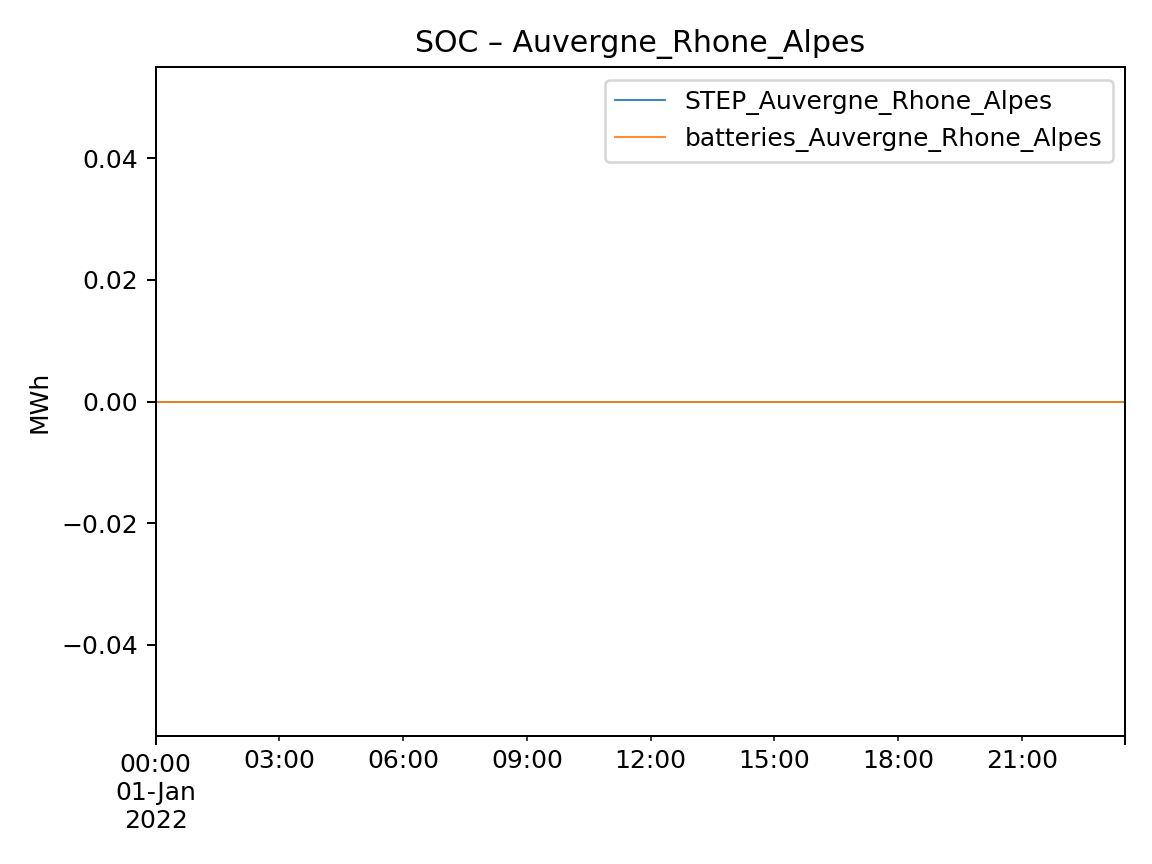 SOC – Auvergne_Rhone_Alpes
STEP_Auvergne_Rhone_Alpes
batteries_Auvergne_Rhone_Alpes
MWh
0.04
0.02
0.00
−0.02
−0.04
00:00 03:00 06:00 09:00 12:00 15:00 18:00 21:00
01-Jan
2022